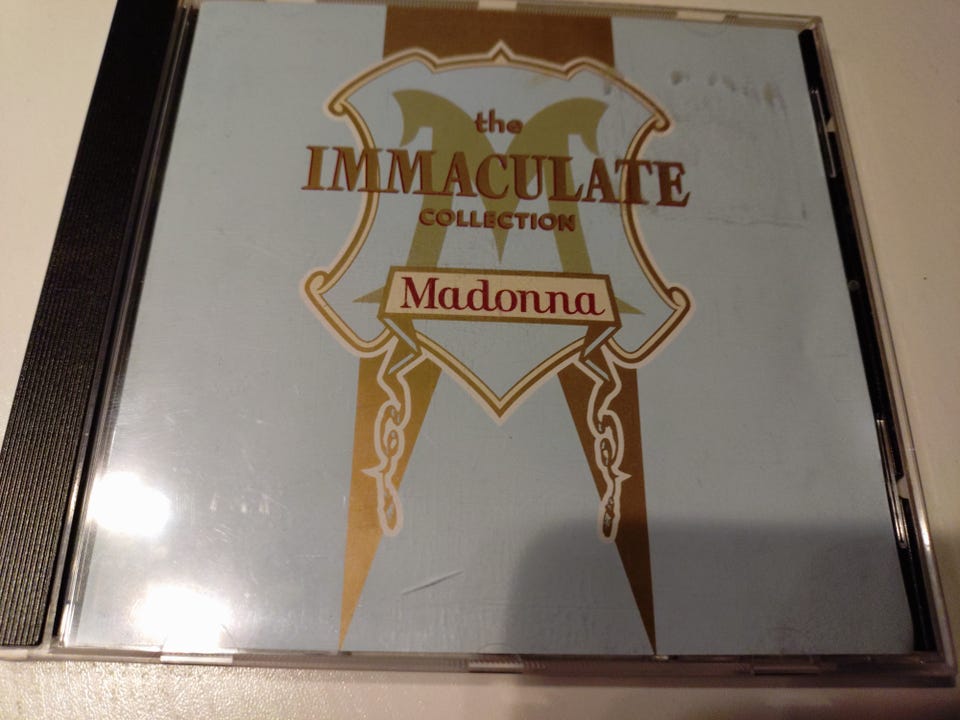 the
IMMACULATE
COLLECTION
Madonna